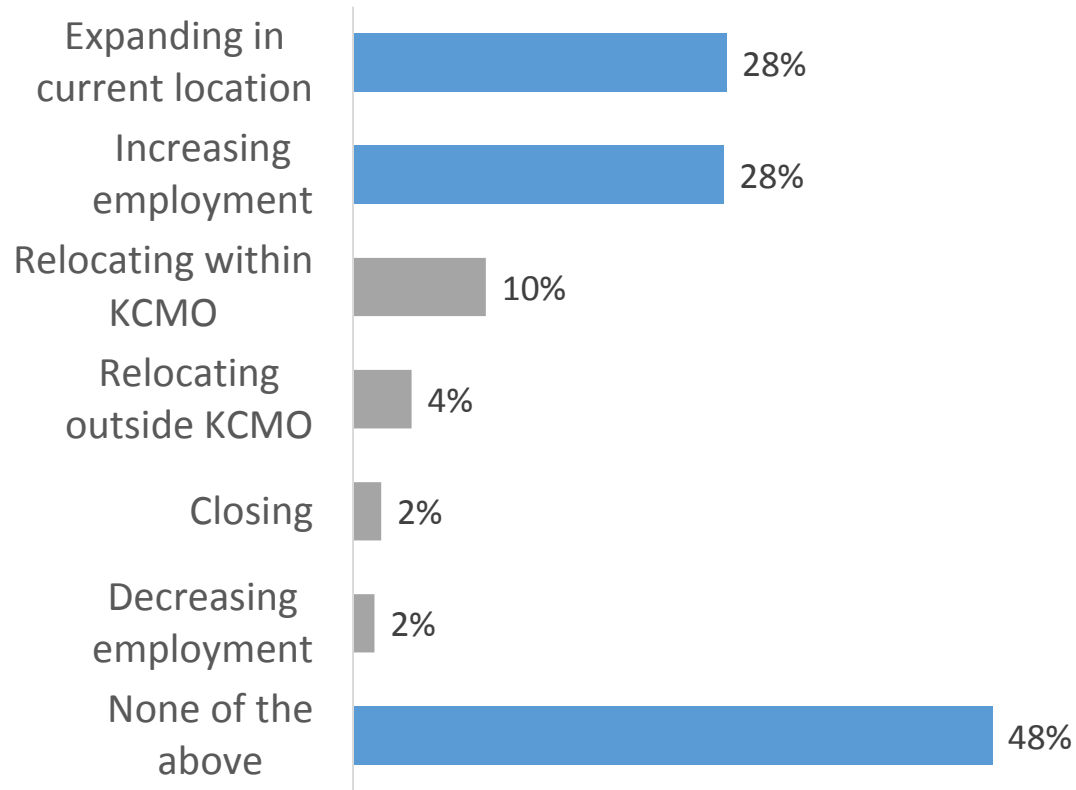 Expanding in
current location
28%
Increasing
employment
28%
Relocating within
KCMO
10%
Relocating
outside KCMO
4%
Closing
2%
Decreasing
employment
2%
None of the
above
48%